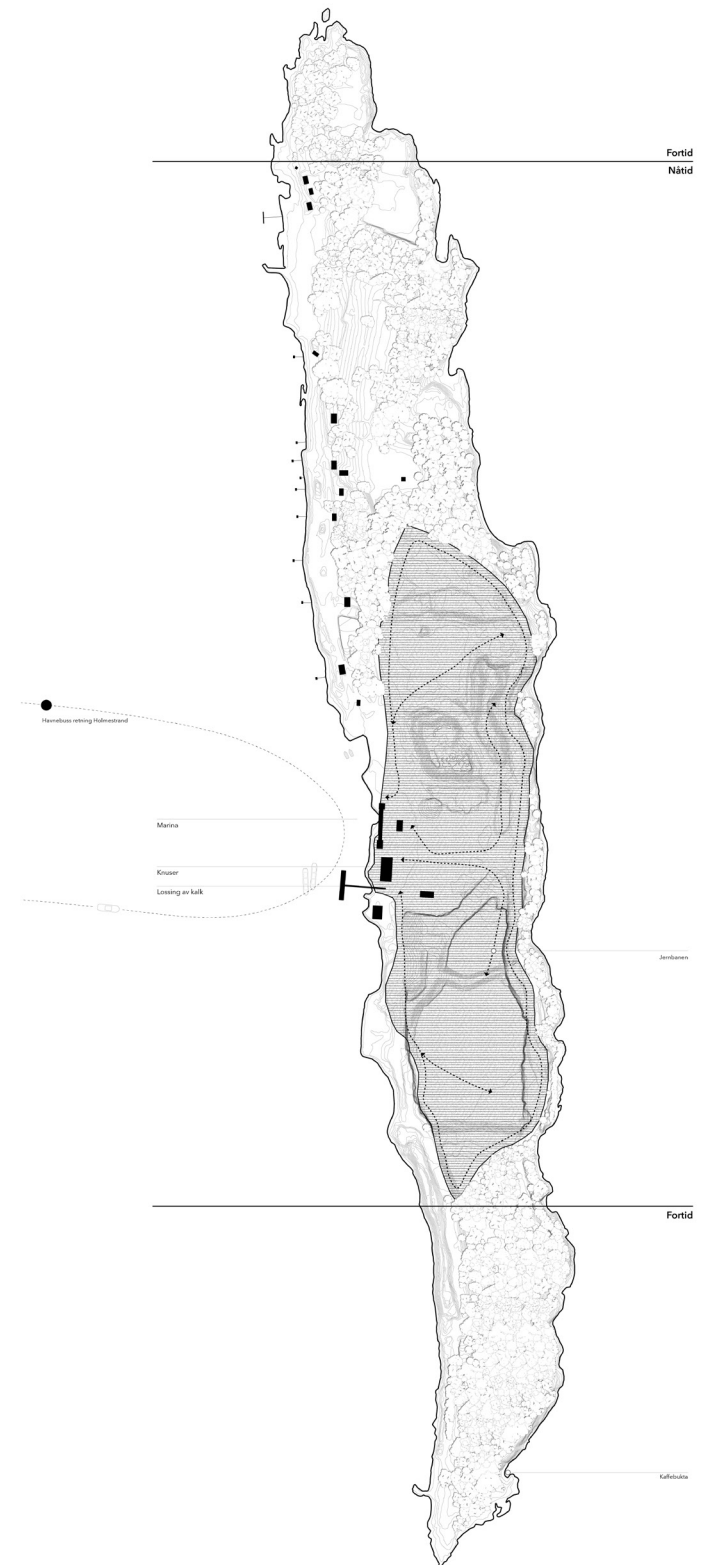 Fortid
Nåtid
Havnebuss retning Holmestrand
Marina
Knuser
Lossing av kalk
Jernbanen
Fortid
Kaffebukta